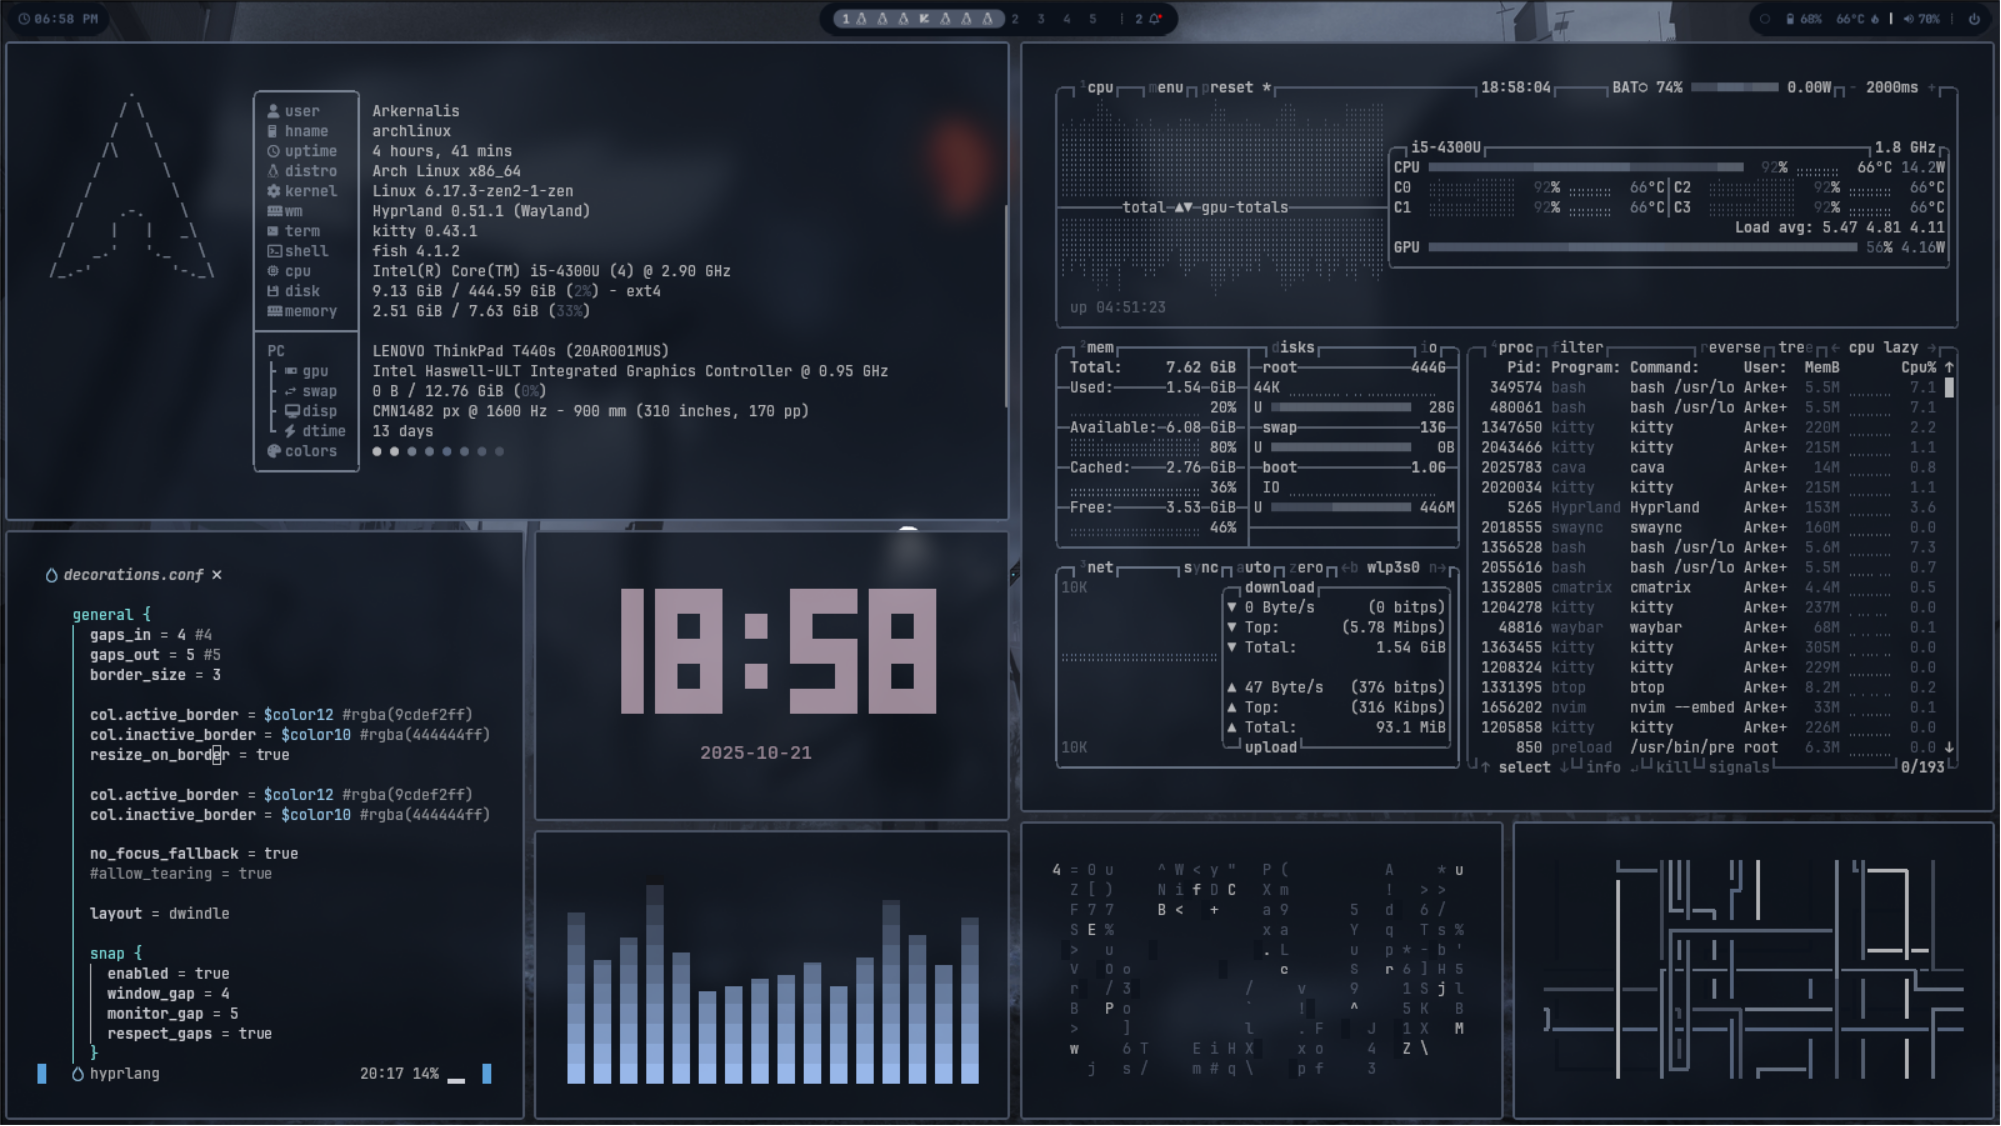 06:58 PM
1 2 3 4 5 | 2
68% 66°C 70%
user Arkernalis
hname archlinux
uptime 4 hours, 41 mins
distro Arch Linux x86_64
kernel Linux 6.17.3-zen2-1-zen
wm Hyprland 0.51.1 (Wayland)
term kitty 0.43.1
shell fish 4.1.2
cpu Intel(R) Core(TM) i5-4300U (4) @ 2.90 GHz
disk 9.13 GiB / 444.59 GiB (2%) - ext4
memory 2.51 GiB / 7.63 GiB (33%)
PC LENOVO ThinkPad T440s (20AR001MUS)
gpu Intel Haswell-ULT Integrated Graphics Controller @ 0.95 GHz
swap 0 B / 12.76 GiB (0%)
disp CMN1482 px @ 1600 Hz - 900 mm (310 inches, 170 pp)
dtime 13 days
colors
1cpu menu preset * 18:58:04 BAT 74% 0.00W - 2000ms +
i5-4300U 1.8 GHz
CPU 92% 66°C 14.2W
C0 92% 66°C C2 92% 66°C
C1 92% 66°C C3 92% 66°C
total ▲▼ gpu-totals
Load avg: 5.47 4.81 4.11
GPU 56% 4.16W
up 04:51:23
2mem disks io
Total: 7.62 GiB root 444G
Used: 1.54 GiB 44K
20% U 28G
Available: 6.08 GiB swap 13G
80% U 0B
Cached: 2.76 GiB boot 1.0G
36% IO
Free: 3.53 GiB U 446M
46%
3net sync auto zero ←b wlp3s0 n→
10K download
▼ 0 Byte/s (0 bitps)
▼ Top: (5.78 Mibps)
▼ Total: 1.54 GiB
▲ 47 Byte/s (376 bitps)
▲ Top: (316 Kibps)
▲ Total: 93.1 MiB
10K upload
4proc filter reverse tree ← cpu lazy →
Pid: Program: Command: User: MemB Cpu% ↑
349574 bash bash /usr/lo Arke+ 5.5M 7.1
480061 bash bash /usr/lo Arke+ 5.5M 7.1
1347650 kitty kitty Arke+ 220M 2.2
2043466 kitty kitty Arke+ 215M 1.1
2025783 cava cava Arke+ 14M 0.8
2020034 kitty kitty Arke+ 215M 1.1
5265 Hyprland Hyprland Arke+ 153M 3.6
2018555 swaync swaync Arke+ 160M 0.0
1356528 bash bash /usr/lo Arke+ 5.6M 7.3
2055616 bash bash /usr/lo Arke+ 5.5M 0.7
1352805 cmatrix cmatrix Arke+ 4.4M 0.5
1204278 kitty kitty Arke+ 237M 0.0
48816 waybar waybar Arke+ 68M 0.1
1363455 kitty kitty Arke+ 305M 0.0
1208324 kitty kitty Arke+ 229M 0.0
1331395 btop btop Arke+ 8.2M 0.2
1656202 nvim nvim --embed Arke+ 33M 0.1
1205858 kitty kitty Arke+ 226M 0.0
850 preload /usr/bin/pre root 6.3M 0.0 ↓
↑ select ↓ info ↵ kill signals 0/193
decorations.conf ×
general {
gaps_in = 4 #4
gaps_out = 5 #5
border_size = 3
col.active_border = $color12 #rgba(9cdef2ff)
col.inactive_border = $color10 #rgba(444444ff)
resize_on_border = true
col.active_border = $color12 #rgba(9cdef2ff)
col.inactive_border = $color10 #rgba(444444ff)
no_focus_fallback = true
#allow_tearing = true
layout = dwindle
snap {
enabled = true
window_gap = 4
monitor_gap = 5
respect_gaps = true
}
hyprlang 20:17 14%
18:58
2025-10-21
4 = 0 u ^ W < y " P ( A * u
Z [ ) N i f D C X m ! > >
F 7 7 B < + a 9 5 d 6 /
S E % x a Y q T s %
> u . L u p * - b '
V O o c S r 6 ] H 5
r / 3 / v 9 1 S j l
B P o ` ! ^ 5 K B
> ] l . F J 1 X M
w 6 T E i H X x o 4 Z \
j s / m # q \ p f 3